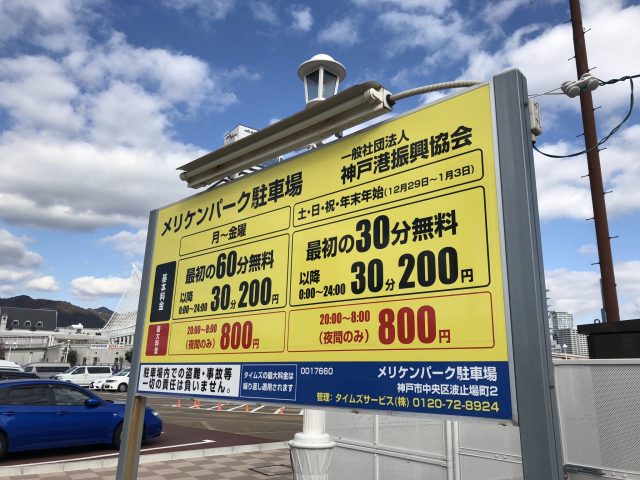 メリケンパーク駐車場
一般社団法人
神戸港振興協会
月～金曜
土・日・祝・年末年始(12月29日～1月3日)
基本料金
最初の60分無料
以降
0:00~24:00 30分200円
最初の30分無料
以降
0:00~24:00 30分200円
最大料金
20:00~8:00
(夜間のみ) 800円
20:00~8:00
(夜間のみ) 800円
駐車場内での盗難・事故等
一切の責任は負いません。
タイムズの最大料金は
繰り返し適用されます
0017660
メリケンパーク駐車場
神戸市中央区波止場町2
管理:タイムズサービス(株) 0120-72-8924